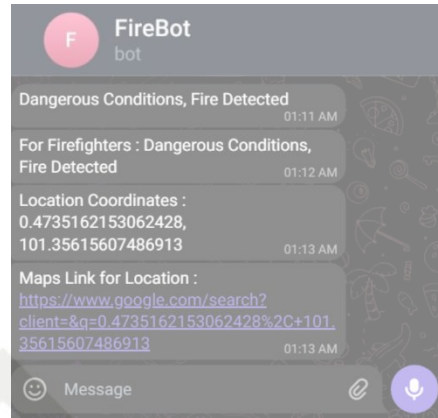 F
FireBot
bot
Dangerous Conditions, Fire Detected
01:11 AM
For Firefighters : Dangerous Conditions,
Fire Detected
01:12 AM
Location Coordinates :
0.4735162153062428,
101.35615607486913
01:13 AM
Maps Link for Location :
https://www.google.com/search?
client=&q=0.4735162153062428%2C+101.
35615607486913
01:13 AM
Message